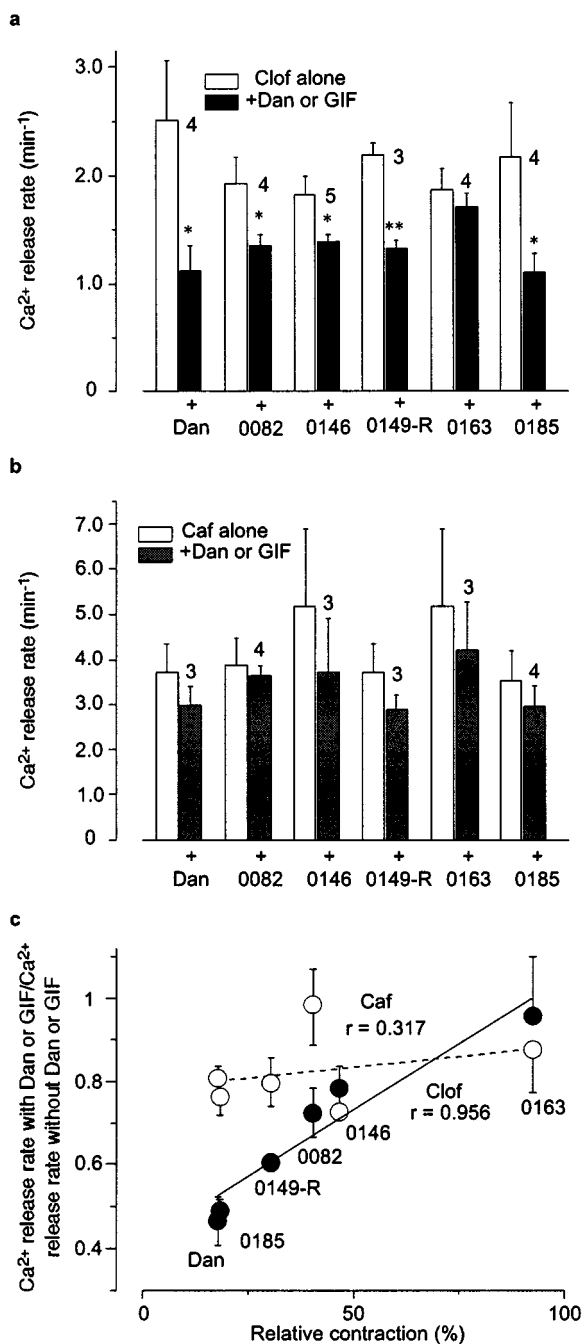 a
Ca2+ release rate (min-1)
3.0
2.0
1.0
0
Clof alone
+Dan or GIF
4
*
4
*
5
*
3
**
4
4
*
+ + + + + +
Dan 0082 0146 0149-R 0163 0185
b
Ca2+ release rate (min-1)
7.0
6.0
5.0
4.0
3.0
2.0
1.0
0
Caf alone
+Dan or GIF
3
4
3
3
3
4
+ + + + + +
Dan 0082 0146 0149-R 0163 0185
c
Ca2+ release rate with Dan or GIF/Ca2+
release rate without Dan or GIF
1
0.8
0.6
0.4
Caf
r = 0.317
Clof
r = 0.956
0163
0146
0082
0149-R
0185
Dan
0 50 100
Relative contraction (%)